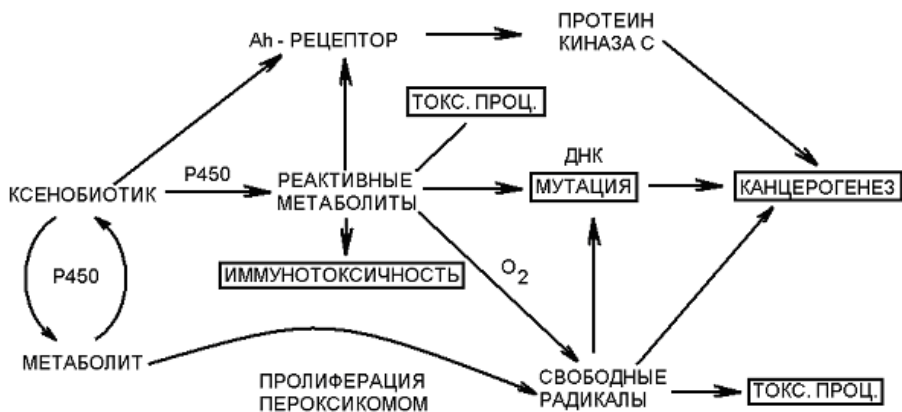 ПРОТЕИН
КИНАЗА С
Ah - РЕЦЕПТОР
ТОКС. ПРОЦ.
ДНК
P450
КСЕНОБИОТИК
РЕАКТИВНЫЕ
МЕТАБОЛИТЫ
МУТАЦИЯ
КАНЦЕРОГЕНЕЗ
P450
ИММУНОТОКСИЧНОСТЬ
O2
МЕТАБОЛИТ
ПРОЛИФЕРАЦИЯ
ПЕРОКСИКОМОМ
СВОБОДНЫЕ
РАДИКАЛЫ
ТОКС. ПРОЦ.